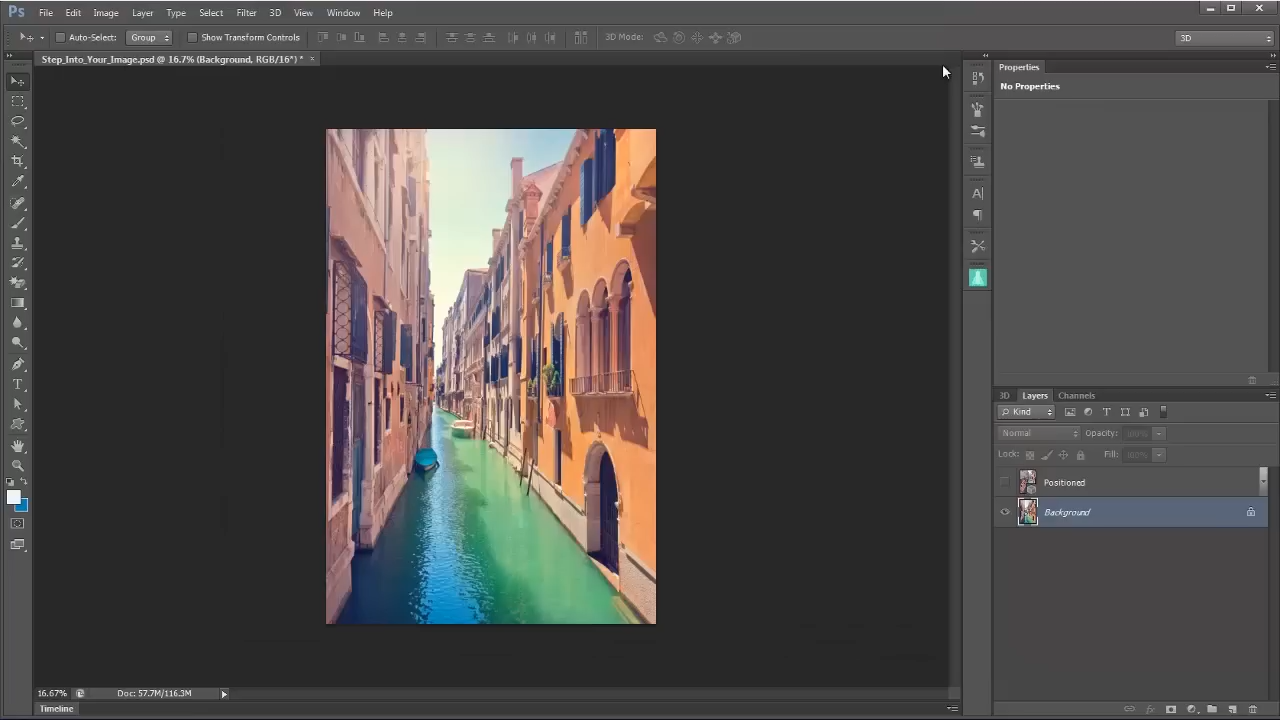 Ps File Edit Image Layer Type Select Filter 3D View Window Help
Auto-Select: Group Show Transform Controls 3D Mode: 3D
Step_Into_Your_Image.psd @ 16.7% (Background, RGB/16*) * ×
Properties
No Properties
3D Layers Channels
Kind
Normal Opacity: 100%
Lock: Fill: 100%
Positioned
Background
16.67% Doc: 57.7M/116.3M
Timeline